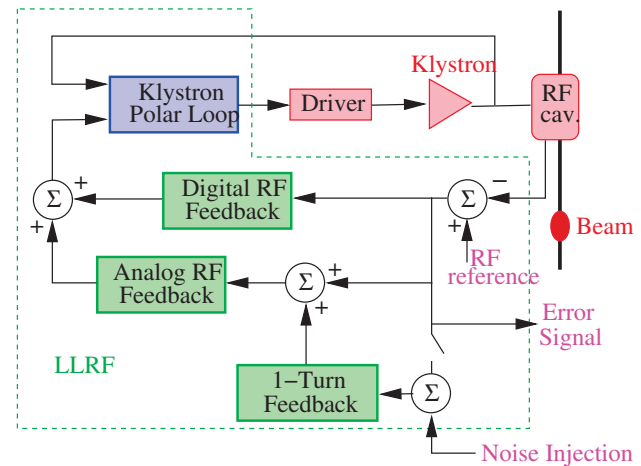 Klystron
Klystron
Polar Loop
Driver
RF
cav.
Σ
+
+
Digital RF
Feedback
Σ
−
+
Beam
RF
reference
Analog RF
Feedback
Σ
+
+
Error
Signal
LLRF
1−Turn
Feedback
Σ
Noise Injection